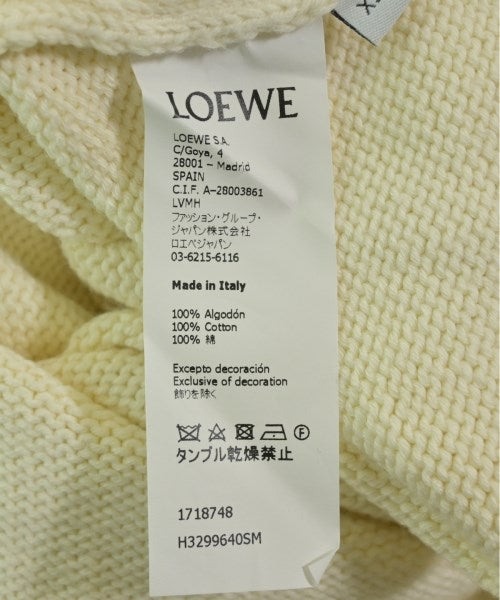 LOEWE
LOEWE S.A.
C/Goya, 4
28001 - Madrid
SPAIN
C.I.F. A-28003861
LVMH
ファッション・グループ・
ジャパン株式会社
ロエベジャパン
03-6215-6116
Made in Italy
100% Algodón
100% Cotton
100% 綿
Excepto decoración
Exclusive of decoration
飾りを除く
タンブル乾燥禁止
1718748
H3299640SM